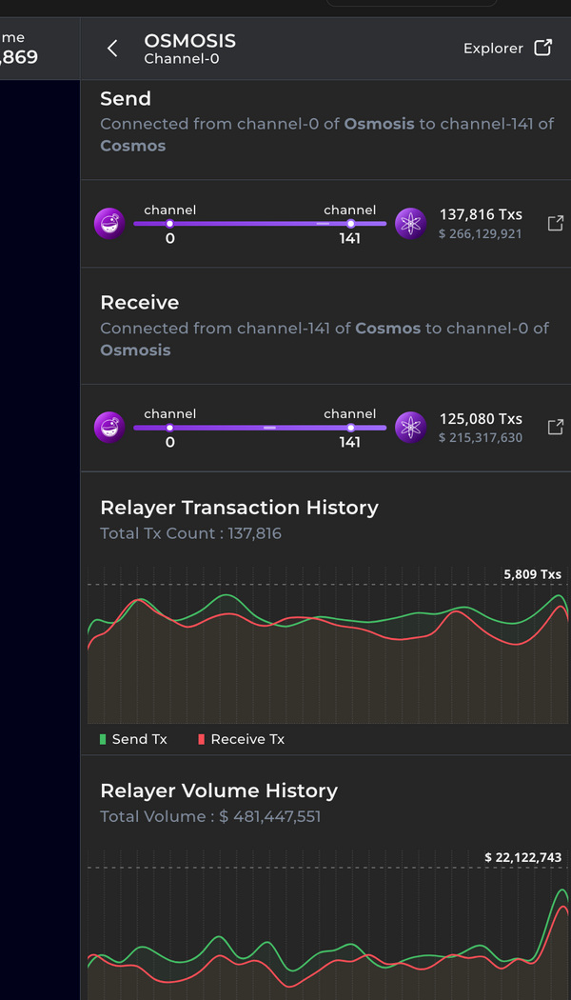 me
,869
OSMOSIS
Channel-0
Explorer
Send
Connected from channel-0 of Osmosis to channel-141 of
Cosmos
channel
channel
0
141
137,816 Txs
$ 266,129,921
Receive
Connected from channel-141 of Cosmos to channel-0 of
Osmosis
channel
channel
0
141
125,080 Txs
$ 215,317,630
Relayer Transaction History
Total Tx Count : 137,816
5,809 Txs
Send Tx
Receive Tx
Relayer Volume History
Total Volume : $ 481,447,551
$ 22,122,743